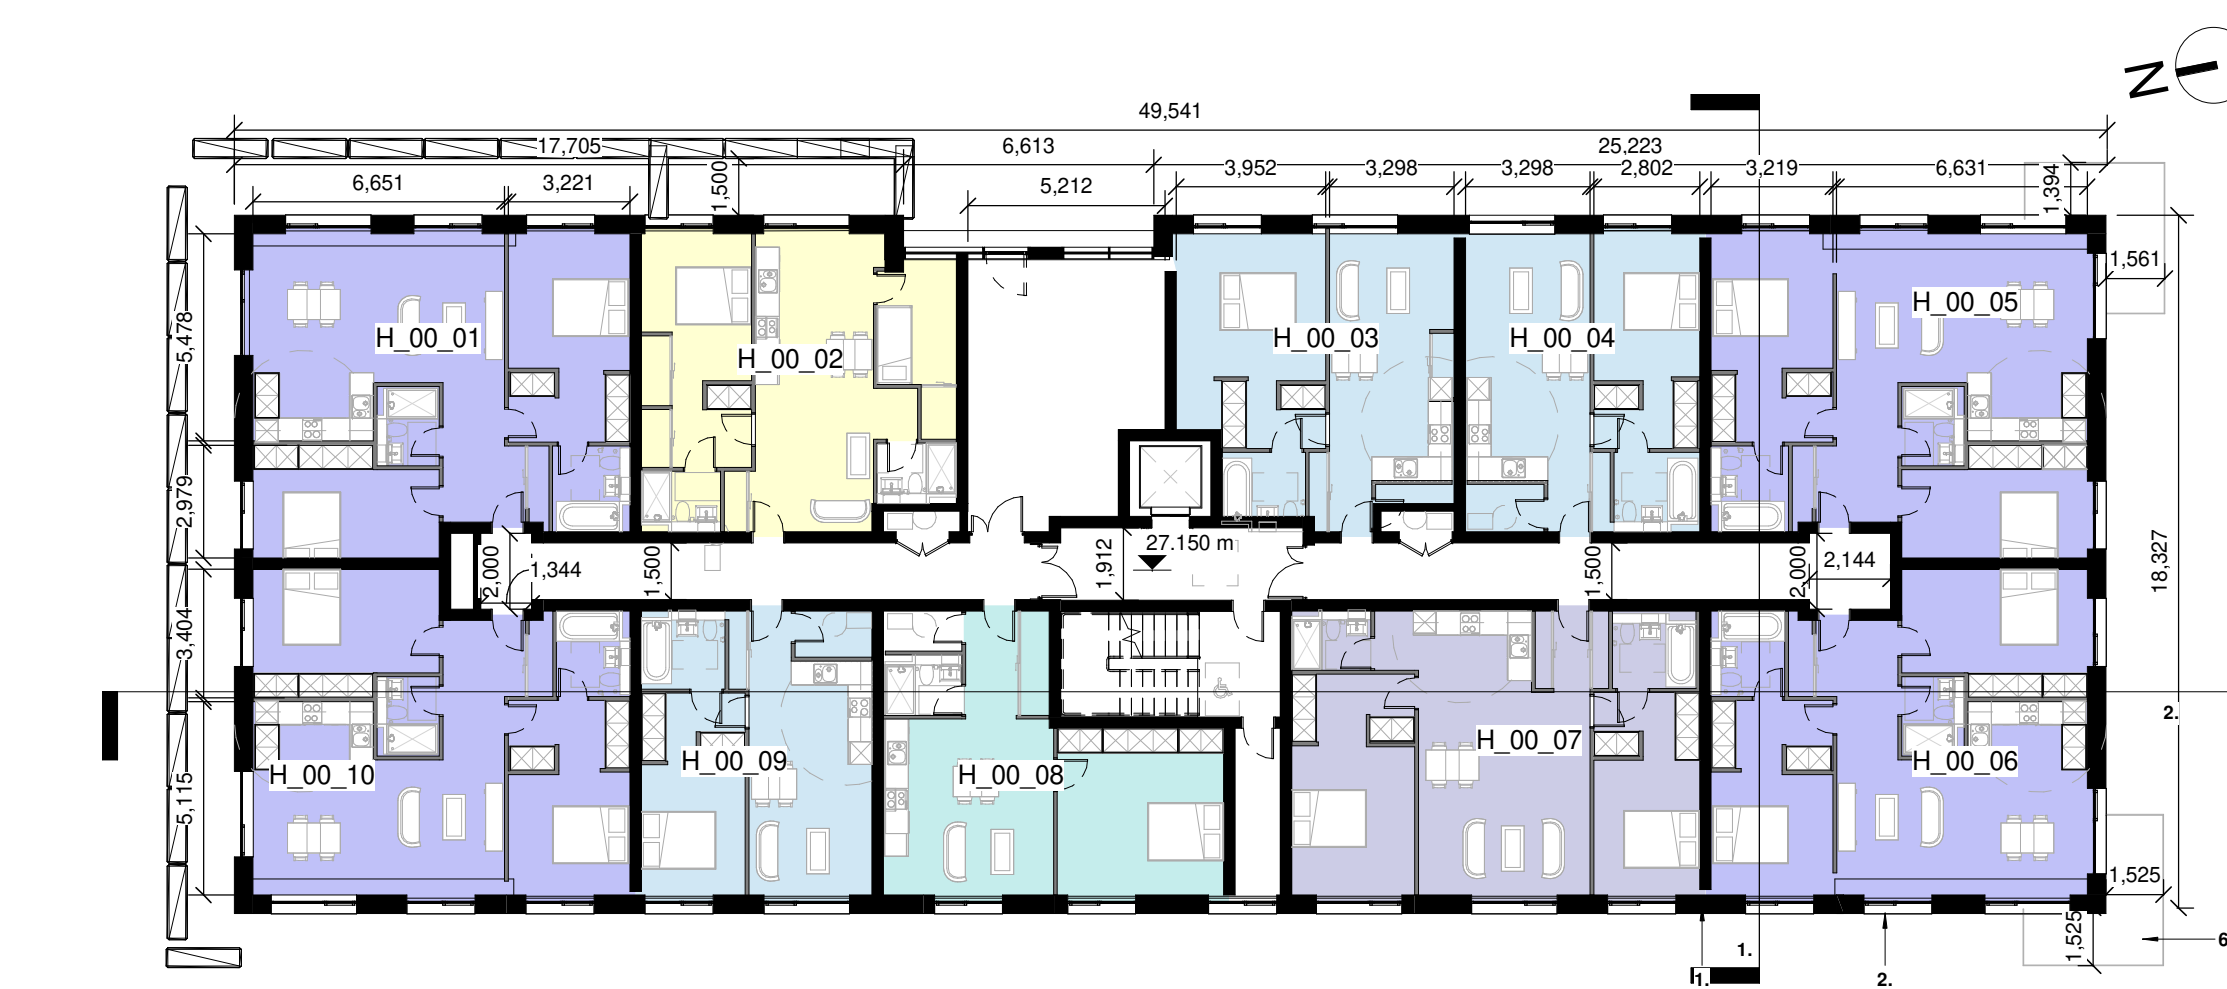 N
49,541
17,705
6,613
25,223
3,952
3,298
3,298
2,802
3,219
6,631
6,651
3,221
1,500
5,212
1,394
1,561
5,478
H_00_01
H_00_02
H_00_03
H_00_04
H_00_05
2,979
2,000
1,344
1,500
1,912
27.150 m
1,500
2,000
2,144
18,327
3,404
2.
5,115
H_00_10
H_00_09
H_00_08
H_00_07
H_00_06
1,525
1,525
6
1.
1.
2.